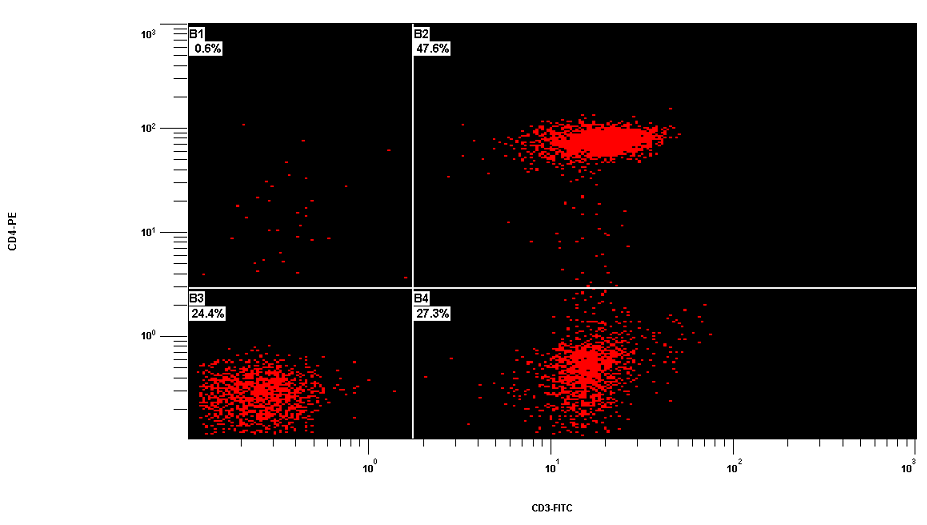 10³
B1
0.6%
B2
47.6%
10²
CD4-PE
10¹
B3
24.4%
B4
27.3%
10⁰
10⁰
10¹
10²
10³
CD3-FITC